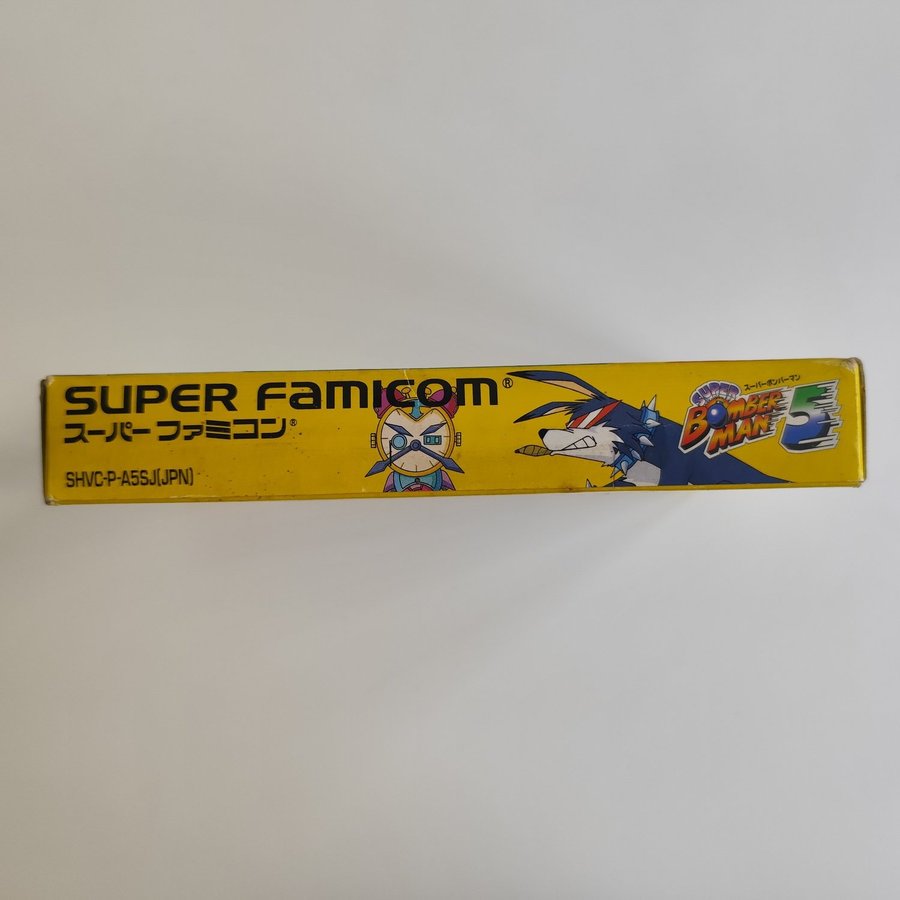 SUPER FAMICOM®
スーパーファミコン®
SHVC-P-A5SJ(JPN)
スーパーボンバーマン
SUPER
BOMBER
MAN 5